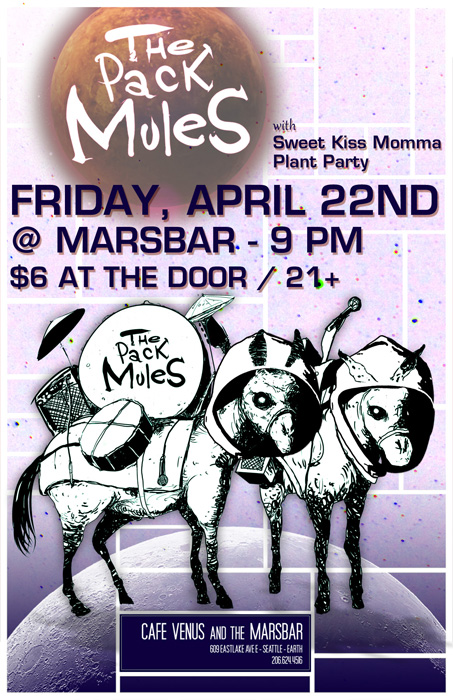 The
Pack
Mules
with
Sweet Kiss Momma
Plant Party
FRIDAY, APRIL 22ND
@ MARSBAR - 9 PM
$6 AT THE DOOR / 21+
The
Pack
Mules
CAFE VENUS AND THE MARSBAR
609 EASTLAKE AVE E - SEATTLE - EARTH
206.624.4516